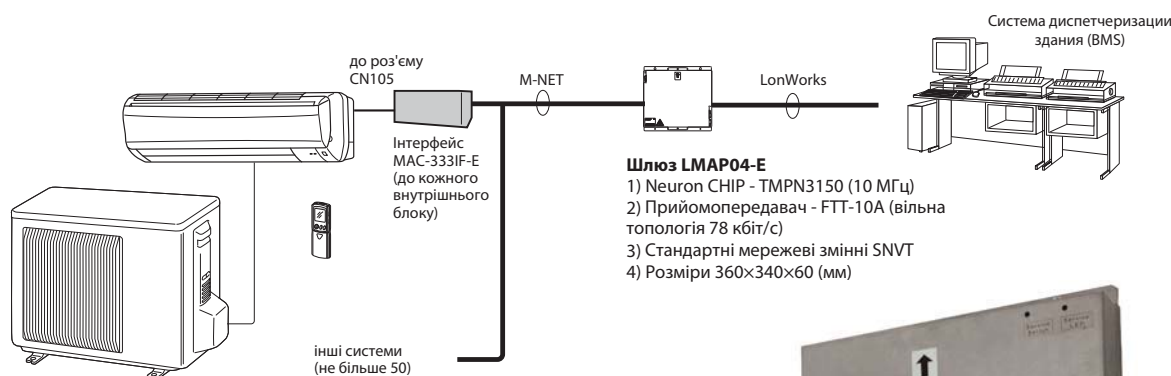 Система диспетчеризации
здания (BMS)
до роз'єму
CN105
M-NET
LonWorks
Інтерфейс
MAC-333IF-E
(до кожного
внутрішнього
блоку)
Шлюз LMAP04-E
1) Neuron CHIP - TMPN3150 (10 МГц)
2) Прийомопередавач - FTT-10A (вільна
топологія 78 кбіт/с)
3) Стандартні мережеві змінні SNVT
4) Розміри 360×340×60 (мм)
інші системи
(не більше 50)